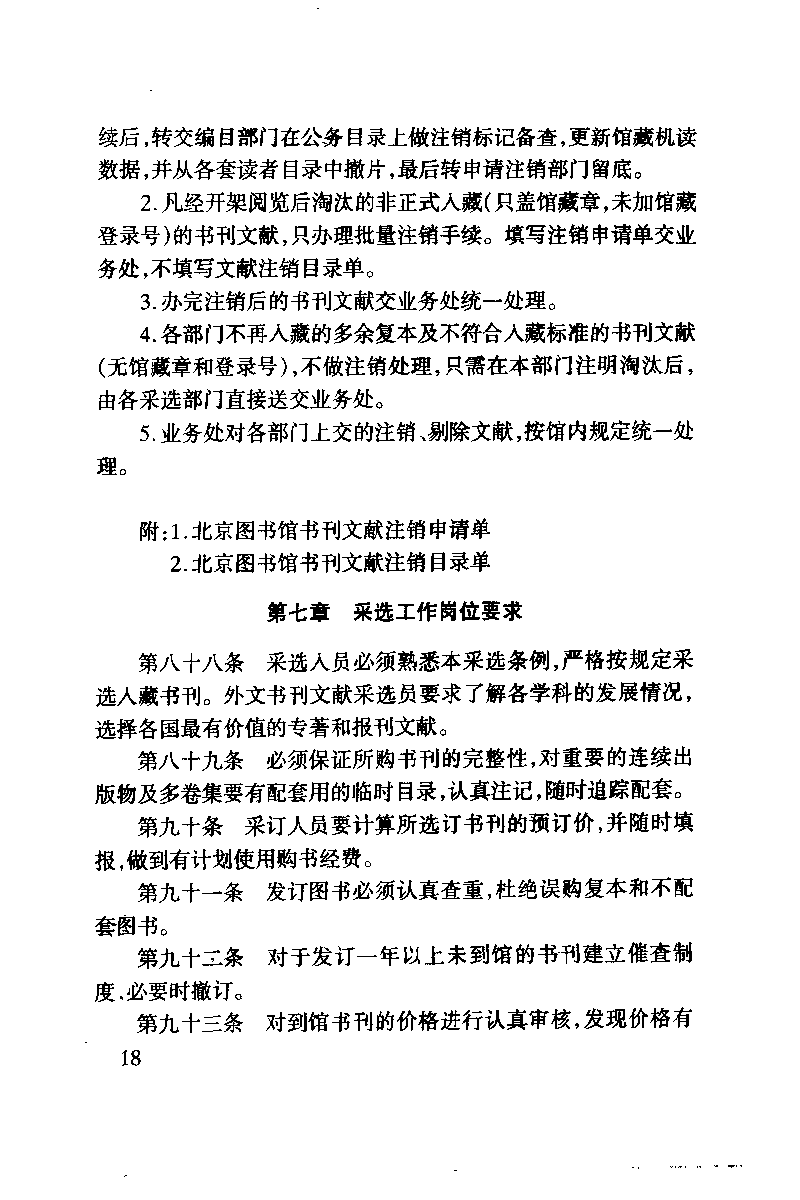 续后,转交编目部门在公务目录上做注销标记备查,更新馆藏机读
数据,并从各套读者目录中撤片,最后转申请注销部门留底。
2.凡经开架阅览后淘汰的非正式入藏(只盖馆藏章,未加馆藏
登录号)的书刊文献,只办理批量注销手续。填写注销申请单交业
务处,不填写文献注销目录单。
3.办完注销后的书刊文献交业务处统一处理。
4.各部门不再入藏的多余复本及不符合入藏标准的书刊文献
(无馆藏章和登录号),不做注销处理,只需在本部门注明淘汰后,
由各采选部门直接送交业务处。
5.业务处对各部门上交的注销、剔除文献,按馆内规定统一处
理。
附:1.北京图书馆书刊文献注销申请单
2.北京图书馆书刊文献注销目录单
第七章 采选工作岗位要求
第八十八条 采选人员必须熟悉本采选条例,严格按规定采
选入藏书刊。外文书刊文献采选员要求了解各学科的发展情况,
选择各国最有价值的专著和报刊文献。
第八十九条 必须保证所购书刊的完整性,对重要的连续出
版物及多卷集要有配套用的临时目录,认真注记,随时追踪配套。
第九十条 采订人员要计算所选订书刊的预订价,并随时填
报,做到有计划使用购书经费。
第九十一条 发订图书必须认真查重,杜绝误购复本和不配
套图书。
第九十二条 对于发订一年以上未到馆的书刊建立催查制
度、必要时撤订。
第九十三条 对到馆书刊的价格进行认真审核,发现价格有
18